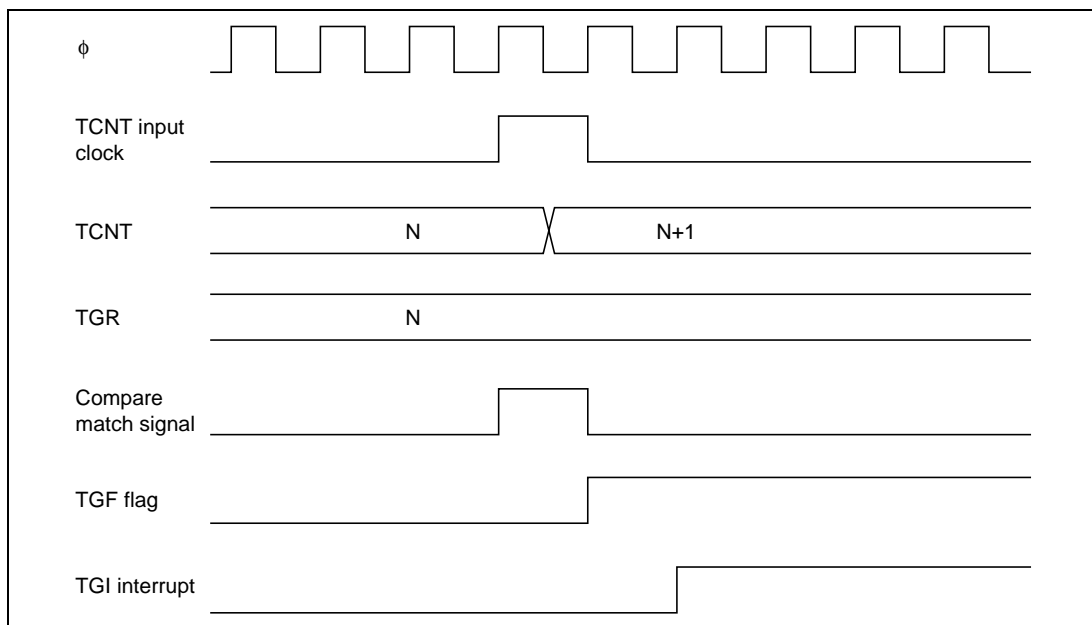 ϕ
TCNT input
clock
TCNT
N
N+1
TGR
N
Compare
match signal
TGF flag
TGI interrupt